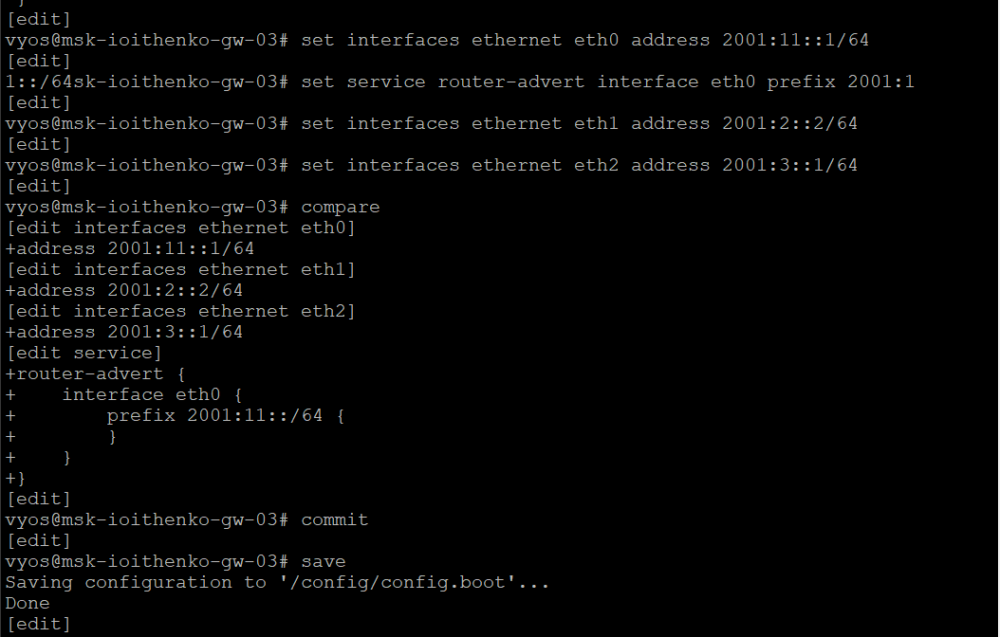 }
[edit]
vyos@msk-ioithenko-gw-03# set interfaces ethernet eth0 address 2001:11::1/64
[edit]
1::/64sk-ioithenko-gw-03# set service router-advert interface eth0 prefix 2001:1
[edit]
vyos@msk-ioithenko-gw-03# set interfaces ethernet eth1 address 2001:2::2/64
[edit]
vyos@msk-ioithenko-gw-03# set interfaces ethernet eth2 address 2001:3::1/64
[edit]
vyos@msk-ioithenko-gw-03# compare
[edit interfaces ethernet eth0]
+address 2001:11::1/64
[edit interfaces ethernet eth1]
+address 2001:2::2/64
[edit interfaces ethernet eth2]
+address 2001:3::1/64
[edit service]
+router-advert {
+    interface eth0 {
+        prefix 2001:11::/64 {
+        }
+    }
+}
[edit]
vyos@msk-ioithenko-gw-03# commit
[edit]
vyos@msk-ioithenko-gw-03# save
Saving configuration to '/config/config.boot'...
Done
[edit]